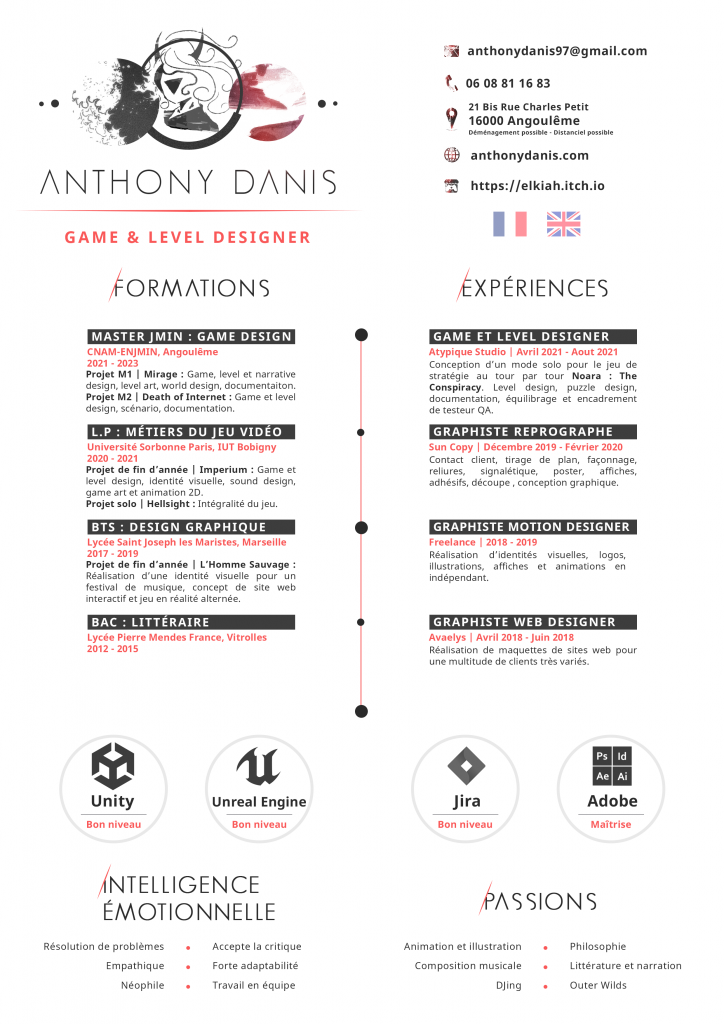 anthonydanis97@gmail.com
06 08 81 16 83
21 Bis Rue Charles Petit
16000 Angoulême
Déménagement possible - Distanciel possible
anthonydanis.com
https://elkiah.itch.io
ANTHONY DANIS
GAME & LEVEL DESIGNER
FORMATIONS
MASTER JMIN : GAME DESIGN
CNAM-ENJMIN, Angoulême
2021 - 2023
Projet M1 | Mirage : Game, level et narrative
design, level art, world design, documentaiton.
Projet M2 | Death of Internet : Game et level
design, scénario, documentation.
L.P : MÉTIERS DU JEU VIDÉO
Université Sorbonne Paris, IUT Bobigny
2020 - 2021
Projet de fin d’année | Imperium : Game et
level design, identité visuelle, sound design,
game art et animation 2D.
Projet solo | Hellsight : Intégralité du jeu.
BTS : DESIGN GRAPHIQUE
Lycée Saint Joseph les Maristes, Marseille
2017 - 2019
Projet de fin d’année | L’Homme Sauvage :
Réalisation d’une identité visuelle pour un
festival de musique, concept de site web
interactif et jeu en réalité alternée.
BAC : LITTÉRAIRE
Lycée Pierre Mendes France, Vitrolles
2012 - 2015
EXPÉRIENCES
GAME ET LEVEL DESIGNER
Atypique Studio | Avril 2021 - Aout 2021
Conception d’un mode solo pour le jeu de
stratégie au tour par tour Noara : The
Conspiracy. Level design, puzzle design,
documentation, équilibrage et encadrement
de testeur QA.
GRAPHISTE REPROGRAPHE
Sun Copy | Décembre 2019 - Février 2020
Contact client, tirage de plan, façonnage,
reliures, signalétique, poster, affiches,
adhésifs, découpe , conception graphique.
GRAPHISTE MOTION DESIGNER
Freelance | 2018 - 2019
Réalisation d’identités visuelles, logos,
illustrations, affiches et animations en
indépendant.
GRAPHISTE WEB DESIGNER
Avaelys | Avril 2018 - Juin 2018
Réalisation de maquettes de sites web pour
une multitude de clients très variés.
Unity
Bon niveau
Unreal Engine
Bon niveau
Jira
Bon niveau
Ps Id
Ae Ai
Adobe
Maîtrise
INTELLIGENCE
ÉMOTIONNELLE
Résolution de problèmes • Accepte la critique
Empathique • Forte adaptabilité
Néophile • Travail en équipe
PASSIONS
Animation et illustration • Philosophie
Composition musicale • Littérature et narration
DJing • Outer Wilds